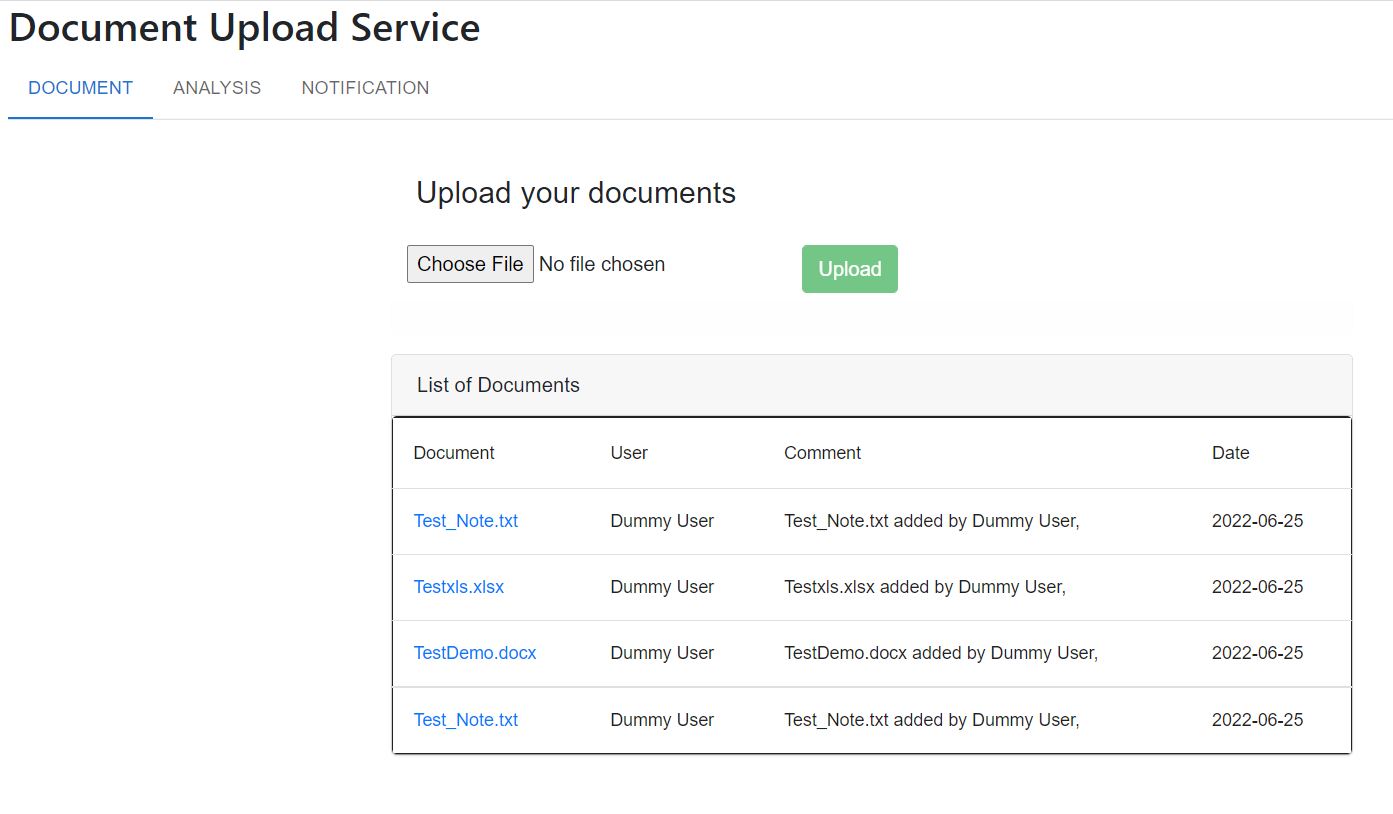 Document Upload Service
DOCUMENT ANALYSIS NOTIFICATION
Upload your documents
Choose File No file chosen Upload
List of Documents
Document User Comment Date
Test_Note.txt Dummy User Test_Note.txt added by Dummy User, 2022-06-25
Testxls.xlsx Dummy User Testxls.xlsx added by Dummy User, 2022-06-25
TestDemo.docx Dummy User TestDemo.docx added by Dummy User, 2022-06-25
Test_Note.txt Dummy User Test_Note.txt added by Dummy User, 2022-06-25